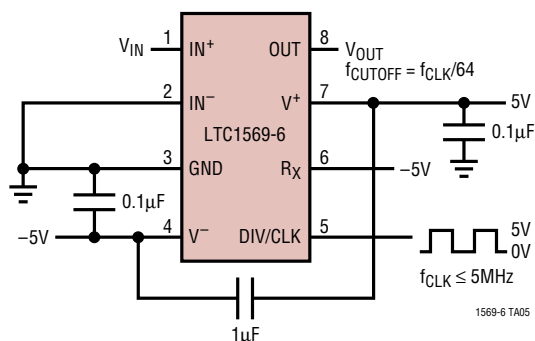 1
V_IN
IN⁺
OUT
8
V_OUT
f_CUTOFF = f_CLK/64
2
IN⁻
V⁺
7
5V
LTC1569-6
0.1µF
3
GND
R_X
6
–5V
0.1µF
4
–5V
V⁻
DIV/CLK
5
5V
0V
f_CLK ≤ 5MHz
1µF
1569-6 TA05